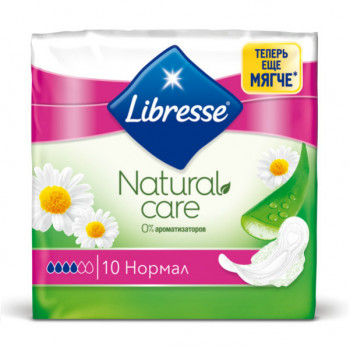 ТЕПЕРЬ
ЕЩЕ
МЯГЧЕ*
Libresse®
Natural
care
0% ароматизаторов
10 Нормал